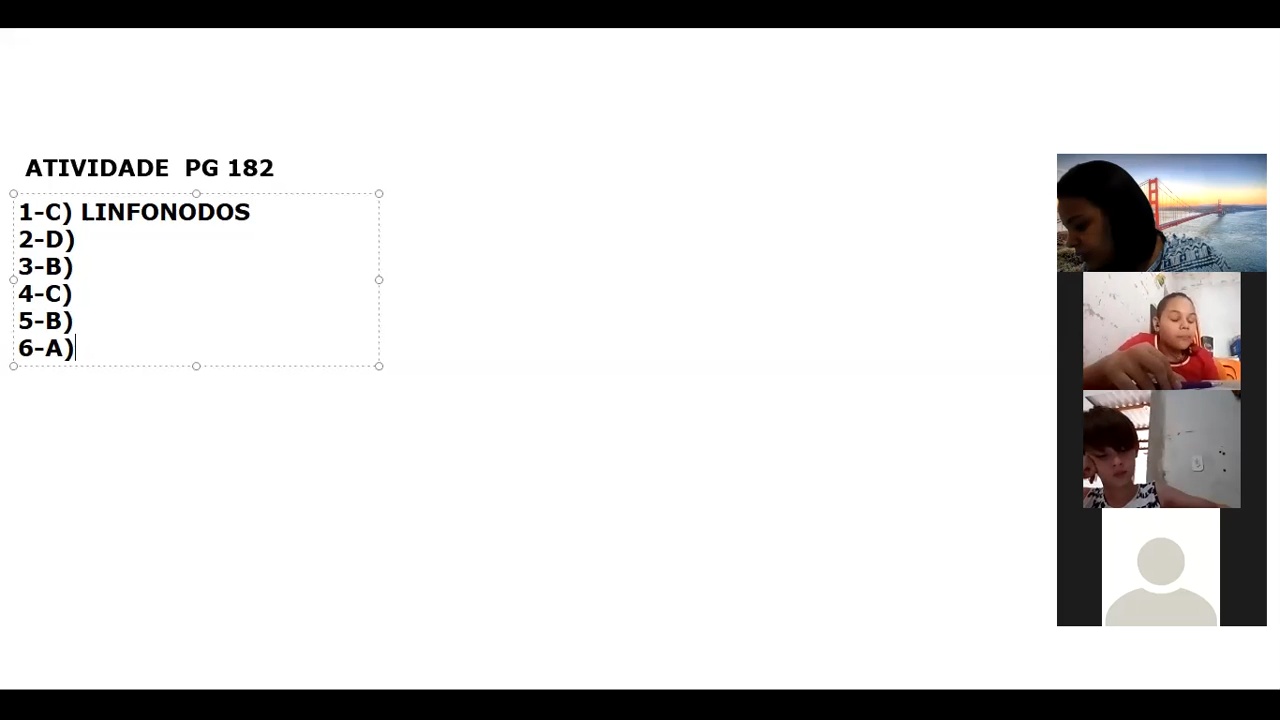 ATIVIDADE PG 182
1-C) LINFONODOS
2-D)
3-B)
4-C)
5-B)
6-A)